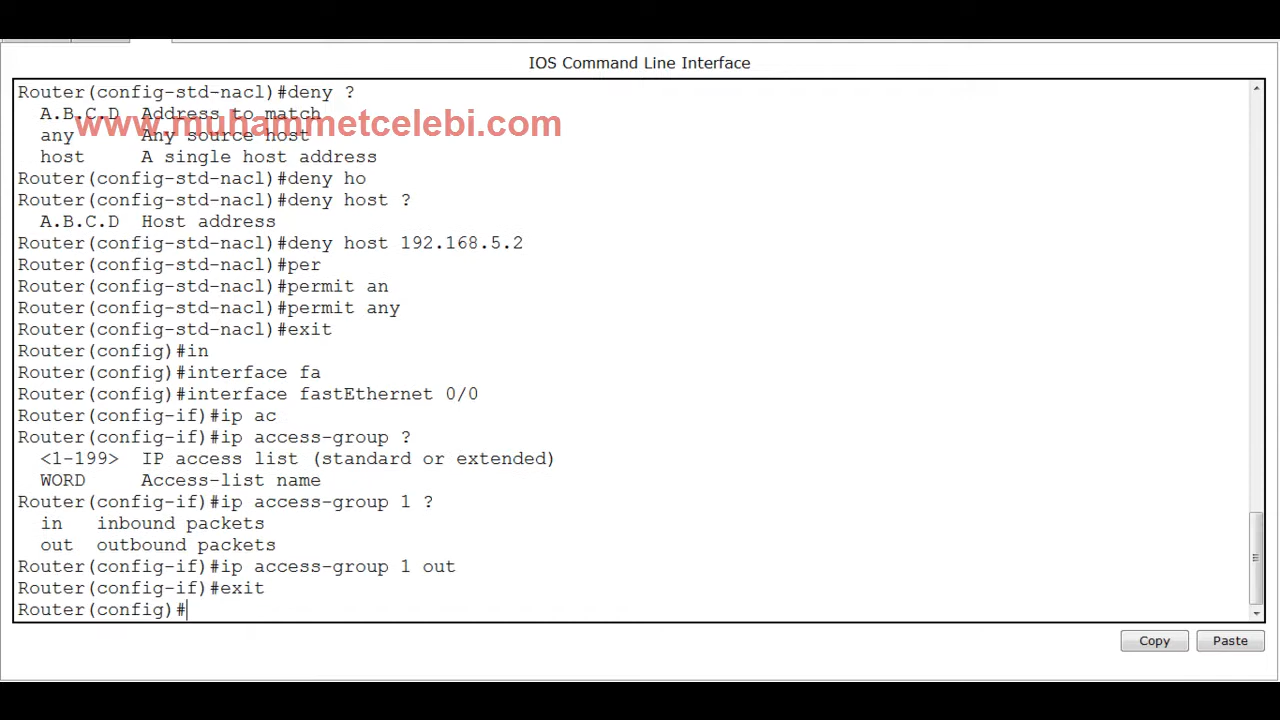 IOS Command Line Interface
Router(config-std-nacl)#deny ?
A.B.C.D  Address to match
www.muhammetcelebi.com
any      Any source host
host     A single host address
Router(config-std-nacl)#deny ho
Router(config-std-nacl)#deny host ?
A.B.C.D  Host address
Router(config-std-nacl)#deny host 192.168.5.2
Router(config-std-nacl)#per
Router(config-std-nacl)#permit an
Router(config-std-nacl)#permit any
Router(config-std-nacl)#exit
Router(config)#in
Router(config)#interface fa
Router(config)#interface fastEthernet 0/0
Router(config-if)#ip ac
Router(config-if)#ip access-group ?
<1-199>  IP access list (standard or extended)
WORD     Access-list name
Router(config-if)#ip access-group 1 ?
in   inbound packets
out  outbound packets
Router(config-if)#ip access-group 1 out
Router(config-if)#exit
Router(config)#
Copy Paste